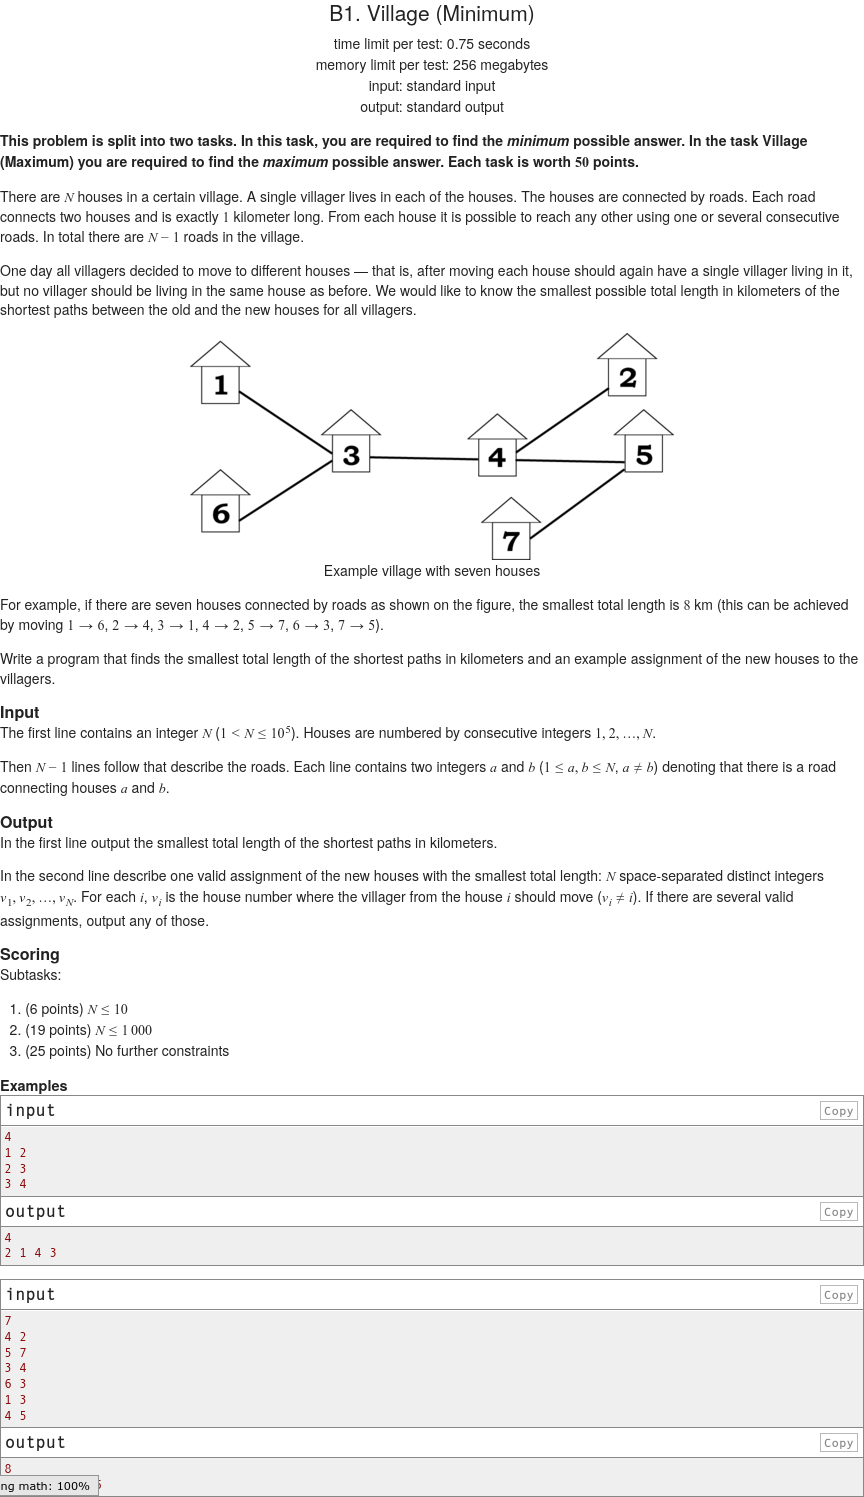 B1. Village (Minimum)
time limit per test: 0.75 seconds
memory limit per test: 256 megabytes
input: standard input
output: standard output
This problem is split into two tasks. In this task, you are required to find the minimum possible answer. In the task Village
(Maximum) you are required to find the maximum possible answer. Each task is worth 50 points.
There are N houses in a certain village. A single villager lives in each of the houses. The houses are connected by roads. Each road
connects two houses and is exactly 1 kilometer long. From each house it is possible to reach any other using one or several consecutive
roads. In total there are N − 1 roads in the village.
One day all villagers decided to move to different houses — that is, after moving each house should again have a single villager living in it,
but no villager should be living in the same house as before. We would like to know the smallest possible total length in kilometers of the
shortest paths between the old and the new houses for all villagers.
1
2
3
4
5
6
7
Example village with seven houses
For example, if there are seven houses connected by roads as shown on the figure, the smallest total length is 8 km (this can be achieved
by moving 1 → 6, 2 → 4, 3 → 1, 4 → 2, 5 → 7, 6 → 3, 7 → 5).
Write a program that finds the smallest total length of the shortest paths in kilometers and an example assignment of the new houses to the
villagers.
Input
The first line contains an integer N (1 < N ≤ 10⁵). Houses are numbered by consecutive integers 1, 2, …, N.
Then N − 1 lines follow that describe the roads. Each line contains two integers a and b (1 ≤ a, b ≤ N, a ≠ b) denoting that there is a road
connecting houses a and b.
Output
In the first line output the smallest total length of the shortest paths in kilometers.
In the second line describe one valid assignment of the new houses with the smallest total length: N space-separated distinct integers
v₁, v₂, …, v_N. For each i, v_i is the house number where the villager from the house i should move (v_i ≠ i). If there are several valid
assignments, output any of those.
Scoring
Subtasks:
1. (6 points) N ≤ 10
2. (19 points) N ≤ 1 000
3. (25 points) No further constraints
Examples
input Copy
4
1 2
2 3
3 4
output Copy
4
2 1 4 3
input Copy
7
4 2
5 7
3 4
6 3
1 3
4 5
output Copy
8
ng math: 100%